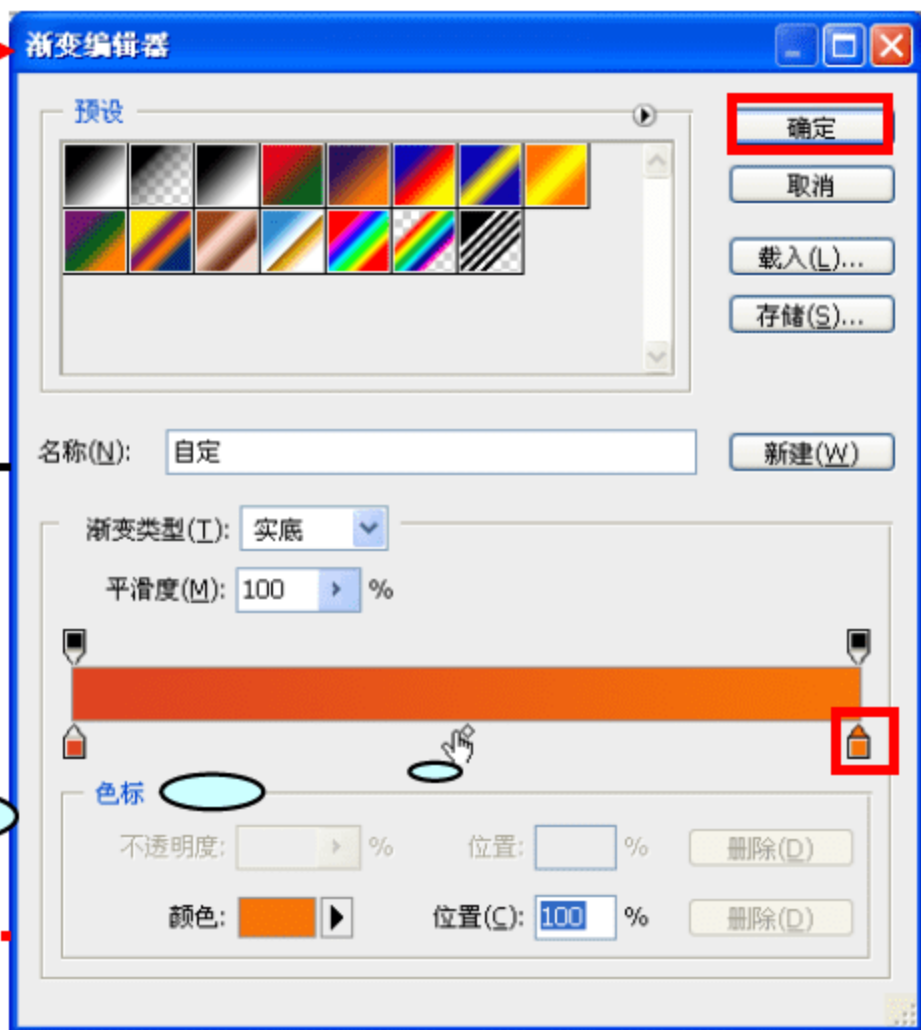 渐变编辑器
预设
确定
取消
载入(L)...
存储(S)...
名称(N): 自定 新建(W)
渐变类型(T): 实底
平滑度(M): 100 %
色标
不透明度: % 位置: % 删除(D)
颜色: 位置(C): 100 % 删除(D)